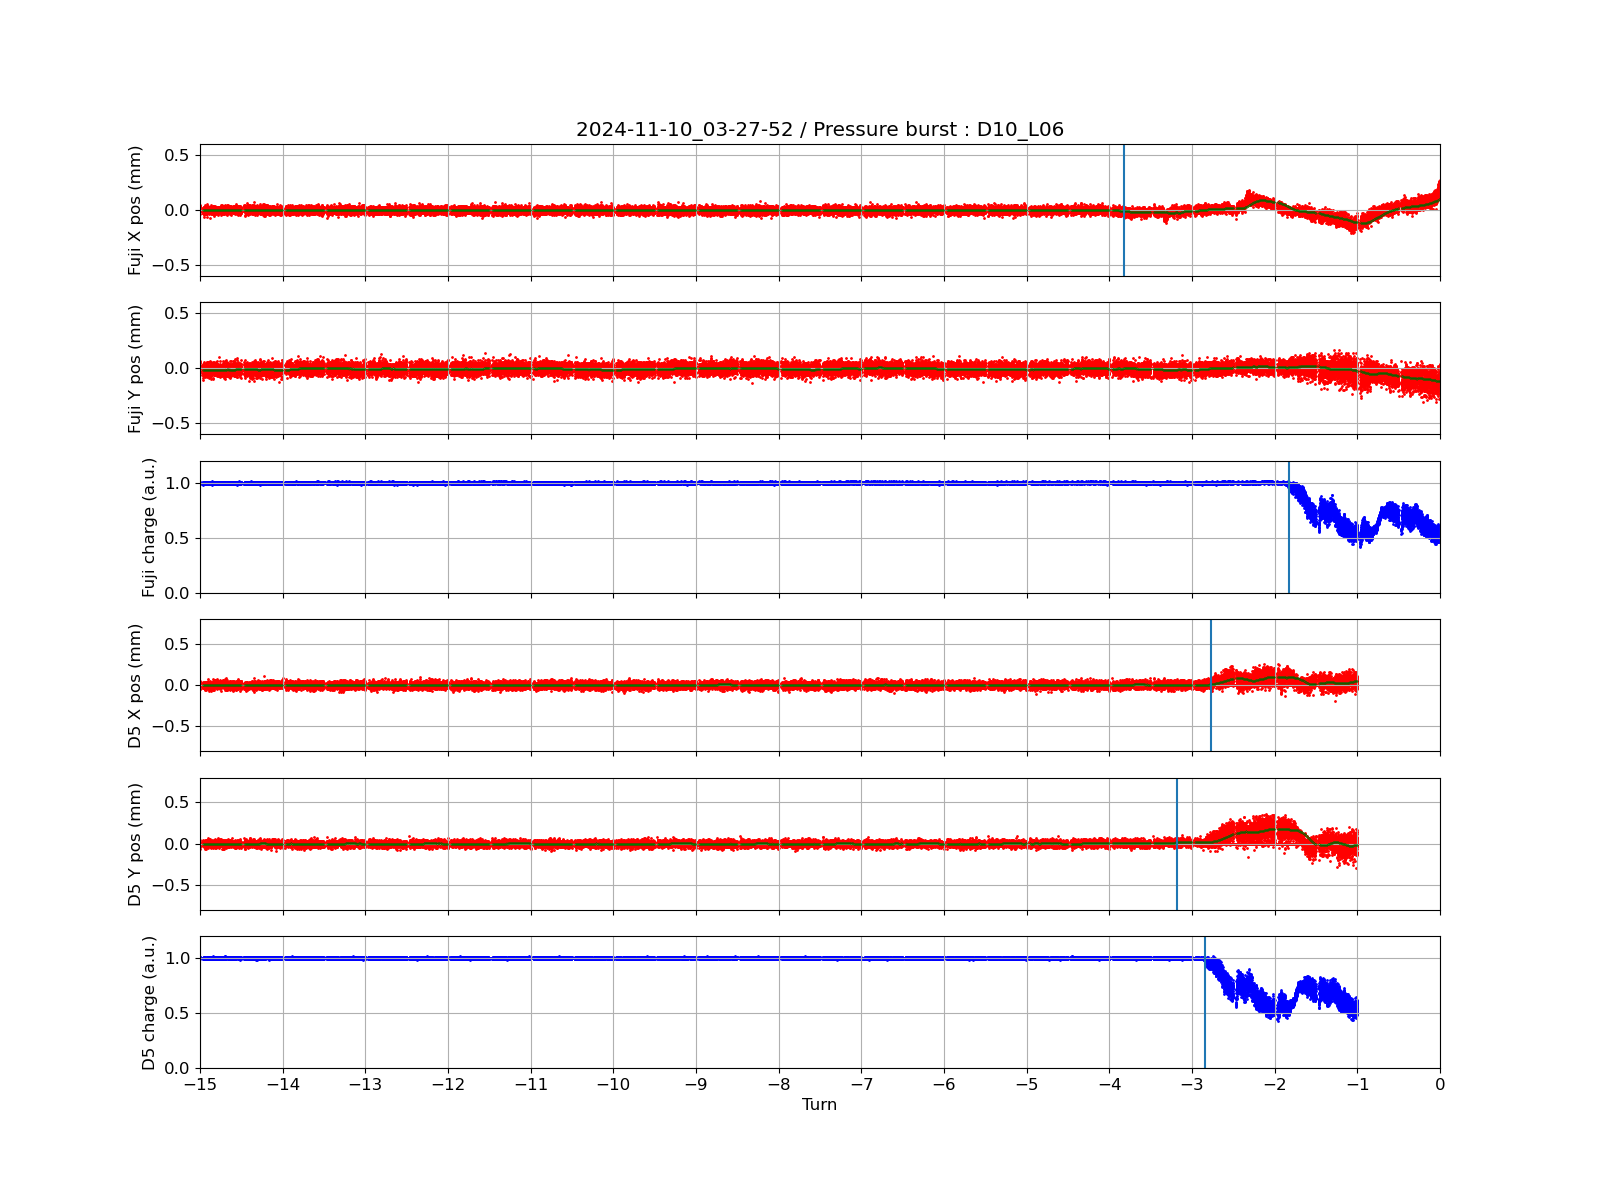 2024-11-10_03-27-52 / Pressure burst : D10_L06
Fuji X pos (mm)
0.5
0.0
−0.5
Fuji Y pos (mm)
0.5
0.0
−0.5
Fuji charge (a.u.)
1.0
0.5
0.0
D5 X pos (mm)
0.5
0.0
−0.5
D5 Y pos (mm)
0.5
0.0
−0.5
D5 charge (a.u.)
1.0
0.5
0.0
−15 −14 −13 −12 −11 −10 −9 −8 −7 −6 −5 −4 −3 −2 −1 0
Turn